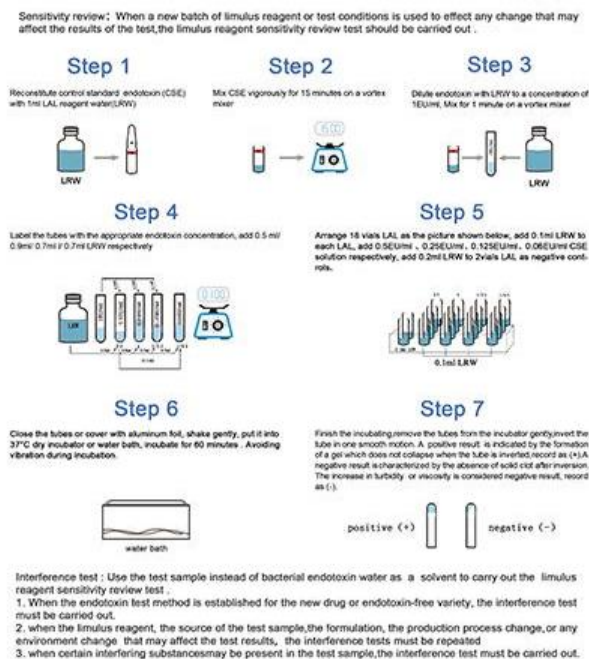 Sensitivity review: When a new batch of limulus reagent or test conditions is used to effect any change that may
affect the results of the test,the limulus reagent sensitivity review test should be carried out .
Step 1
Reconstitute control standard endotoxin (CSE)
with 1ml LAL reagent water(LRW)
LRW
Step 2
Mix CSE vigorously for 15 minutes on a vortex
mixer
Step 3
Dilute endotoxin with LRW to a concentration of
1EU/ml, Mix for 1 minute on a vortex mixer
LRW
Step 4
Label the tubes with the appropriate endotoxin concentration, add 0.5 ml/
0.9ml/ 0.7ml / 0.7ml LRW respectively
LRW
Step 5
Arrange 18 vials LAL as the picture shown below, add 0.1ml LRW to
each LAL, add 0.5EU/ml 、0.25EU/ml、0.125EU/ml、0.06EU/ml CSE
solution respectively, add 0.2ml LRW to 2vials LAL as negative cont-
rols.
0.1ml LRW
Step 6
Close the tubes or cover with aluminum foil, shake gently, put it into
37°C dry incubator or water bath, incubate for 60 minutes . Avoiding
vibration during incubation.
water bath
Step 7
Finish the incubating,remove the tubes from the incubator gently,invert the
tube in one smooth motion. A positive result is indicated by the formation
of a gel which does not collapse when the tube is inverted,record as (+).A
negative result is characterized by the absence of solid clot after inversion.
The increase in turbidity or viscosity is considered negative result, record
as (-).
positive (+)
negative (-)
Interference test : Use the test sample instead of bacterial endotoxin water as a solvent to carry out the limulus
reagent sensitivity review test .
1. When the endotoxin test method is established for the new drug or endotoxin-free variety, the interference test
must be carried out.
2. when the limulus reagent, the source of the test sample,the formulation, the production process change,or any
environment change that may affect the test results, the interference tests must be repeated
3. when certain interfering substancesmay be present in the test sample,the interference test must be carried out.